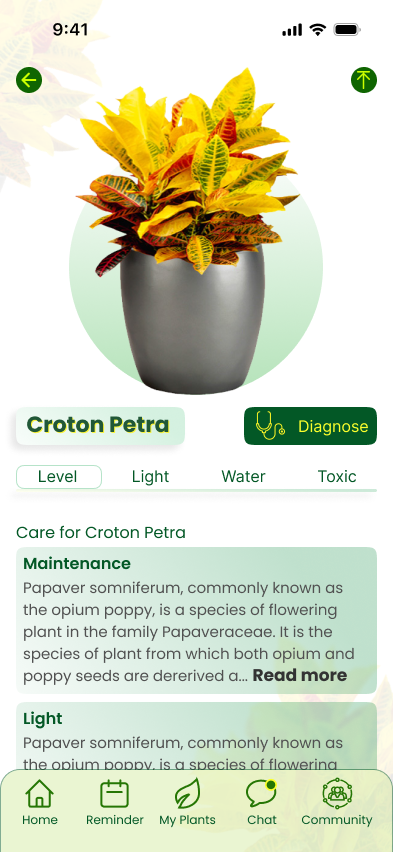 9:41
Croton Petra
Diagnose
Level Light Water Toxic
Care for Croton Petra
Maintenance
Papaver somniferum, commonly known as
the opium poppy, is a species of flowering
plant in the family Papaveraceae. It is the
species of plant from which both opium and
poppy seeds are dererived a... Read more
Light
Papaver somniferum, commonly known as
the opium poppy, is a species of flowering
Home Reminder My Plants Chat Community